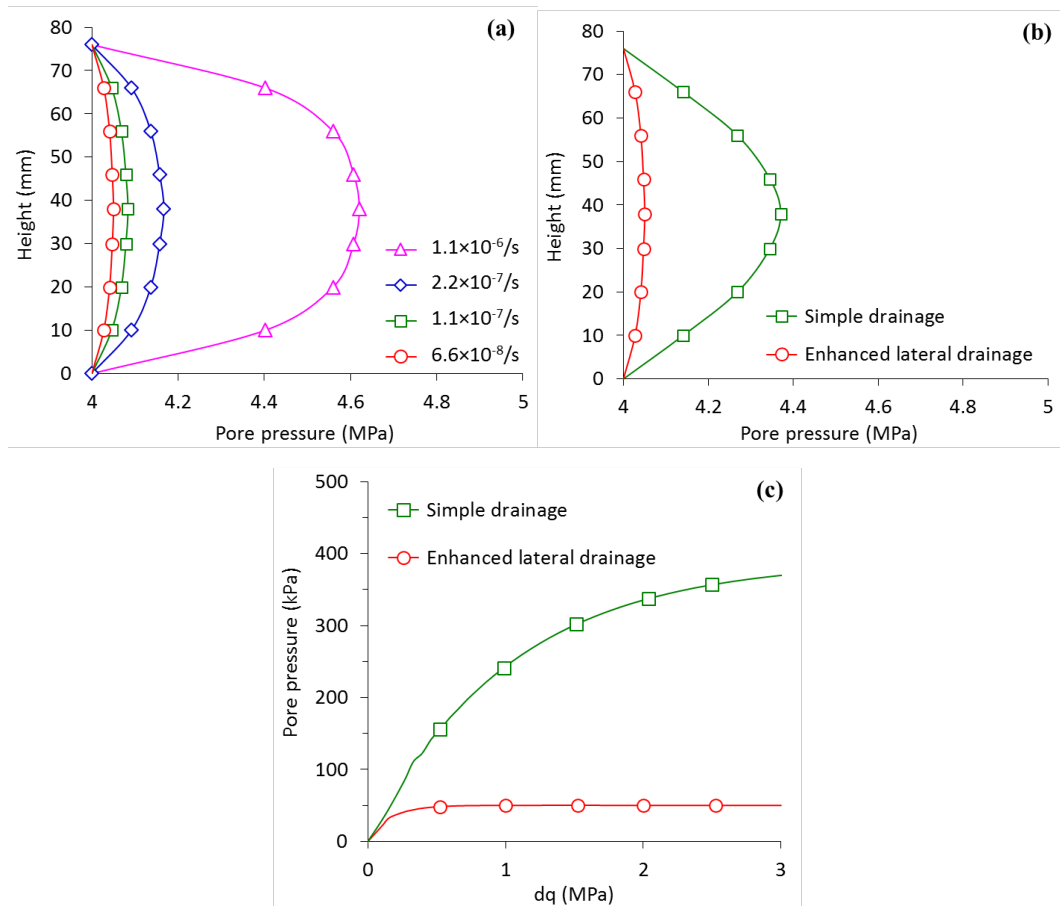 (a)
80
70
60
50
40
30
20
10
0
Height (mm)
4
4.2
4.4
4.6
4.8
5
Pore pressure (MPa)
1.1×10⁻⁶/s
2.2×10⁻⁷/s
1.1×10⁻⁷/s
6.6×10⁻⁸/s
(b)
80
70
60
50
40
30
20
10
0
Height (mm)
4
4.2
4.4
4.6
4.8
5
Pore pressure (MPa)
Simple drainage
Enhanced lateral drainage
(c)
500
400
300
200
100
0
Pore pressure (kPa)
0
1
2
3
dq (MPa)
Simple drainage
Enhanced lateral drainage